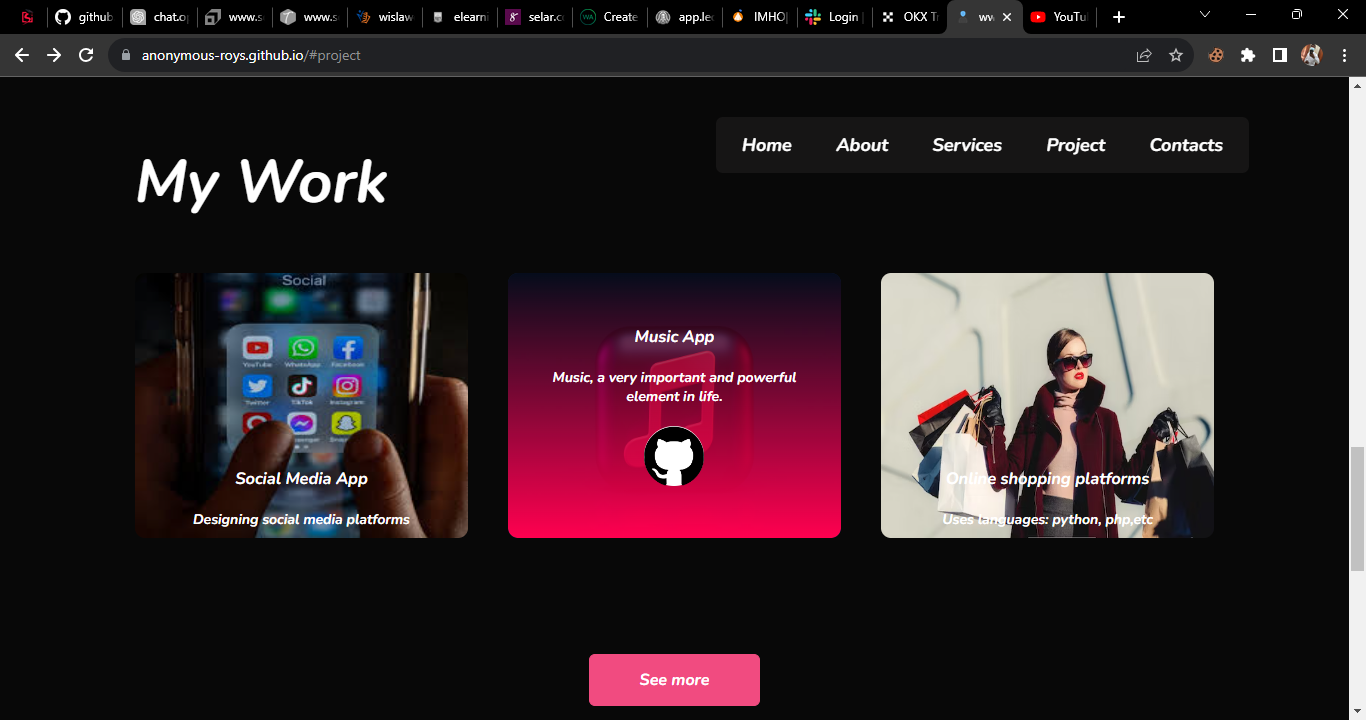 github
chat.o
www.s
www.s
wislaw
elearni
selar.c
Create
app.le
IMHO
Login
OKX T
ww
YouTu
anonymous-roys.github.io/#project
Home About Services Project Contacts
My Work
Social
YouTube WhatsApp Facebook
Twitter TikTok Instagram
Social Media App
Designing social media platforms
Music App
Music, a very important and powerful
element in life.
Online shopping platforms
Uses languages: python, php,etc
See more